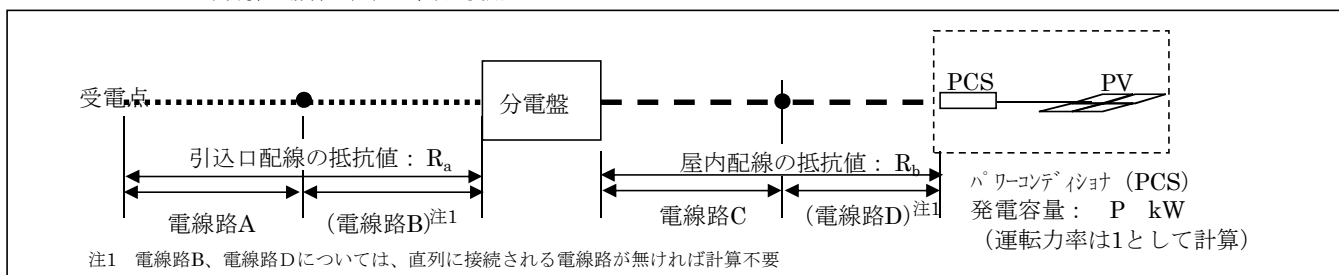 受電点
分電盤
PCS
PV
引込口配線の抵抗値：Ra
屋内配線の抵抗値：Rb
電線路A
(電線路B)注1
電線路C
(電線路D)注1
ﾊﾟﾜｰｺﾝﾃﾞｨｼｮﾅ（PCS）
発電容量：　P　kW
（運転力率は1として計算）
注1　電線路B、電線路Dについては、直列に接続される電線路が無ければ計算不要